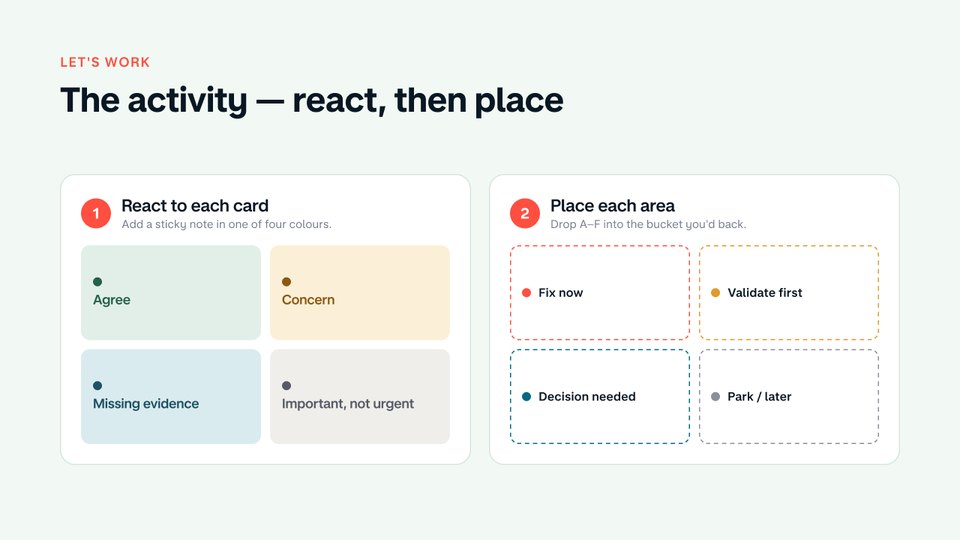 LET'S WORK
The activity — react, then place
1
React to each card
Add a sticky note in one of four colours.
Agree
Concern
Missing evidence
Important, not urgent
2
Place each area
Drop A–F into the bucket you'd back.
Fix now
Validate first
Decision needed
Park / later